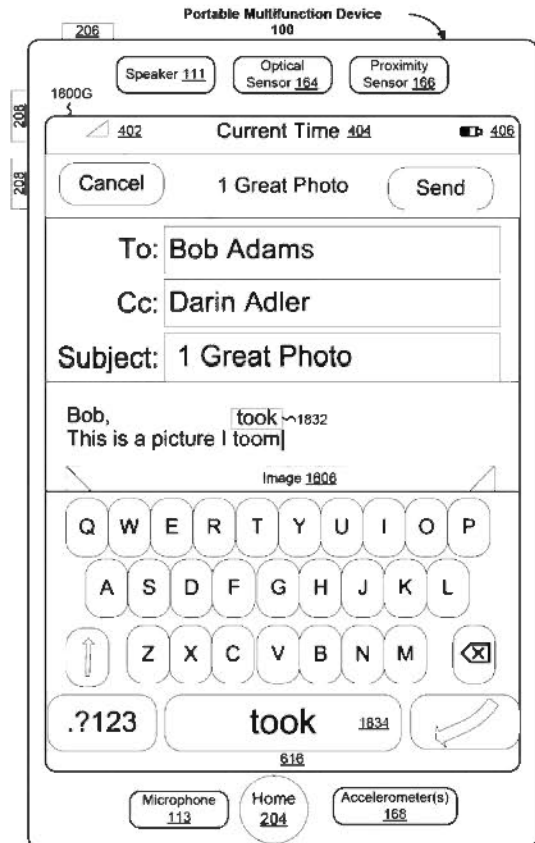 Portable Multifunction Device
206
100
Speaker 111
Optical
Sensor 164
Proximity
Sensor 166
1800G
208
402
Current Time 404
406
Cancel
1 Great Photo
Send
208
To: Bob Adams
Cc: Darin Adler
Subject: 1 Great Photo
Bob,
took
1832
This is a picture I toom
Image 1606
Q W E R T Y U I O P
A S D F G H J K L
Z X C V B N M
.?123
took
1834
616
Microphone
113
Home
204
Accelerometer(s)
168